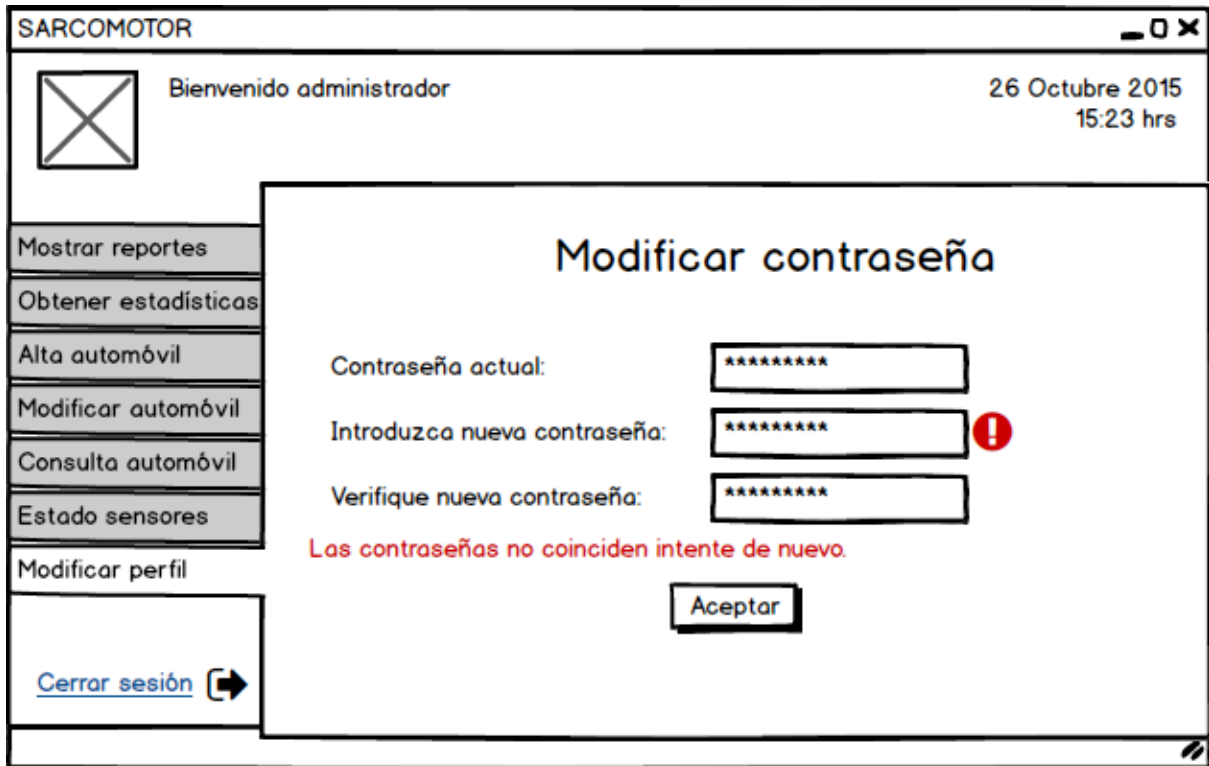 SARCOMOTOR
Bienvenido administrador
26 Octubre 2015
15:23 hrs
Mostrar reportes
Obtener estadísticas
Alta automóvil
Modificar automóvil
Consulta automóvil
Estado sensores
Modificar perfil
Cerrar sesión
Modificar contraseña
Contraseña actual: *********
Introduzca nueva contraseña: *********
Verifique nueva contraseña: *********
Las contraseñas no coinciden intente de nuevo.
Aceptar